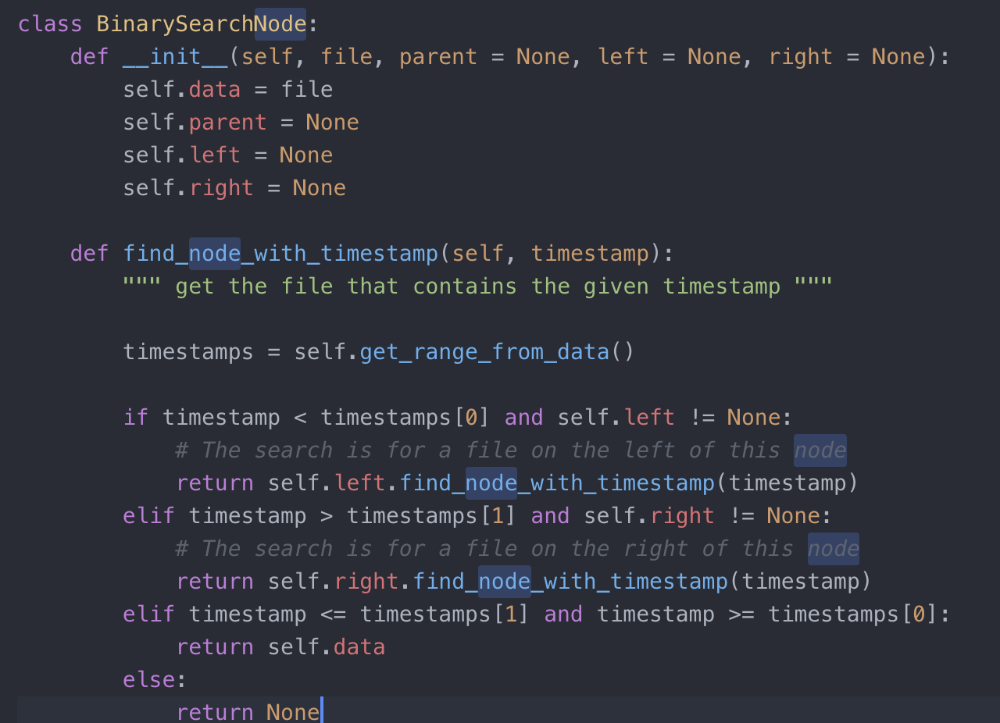 class BinarySearchNode:
    def __init__(self, file, parent = None, left = None, right = None):
        self.data = file
        self.parent = None
        self.left = None
        self.right = None

    def find_node_with_timestamp(self, timestamp):
        """ get the file that contains the given timestamp """

        timestamps = self.get_range_from_data()

        if timestamp < timestamps[0] and self.left != None:
            # The search is for a file on the left of this node
            return self.left.find_node_with_timestamp(timestamp)
        elif timestamp > timestamps[1] and self.right != None:
            # The search is for a file on the right of this node
            return self.right.find_node_with_timestamp(timestamp)
        elif timestamp <= timestamps[1] and timestamp >= timestamps[0]:
            return self.data
        else:
            return None